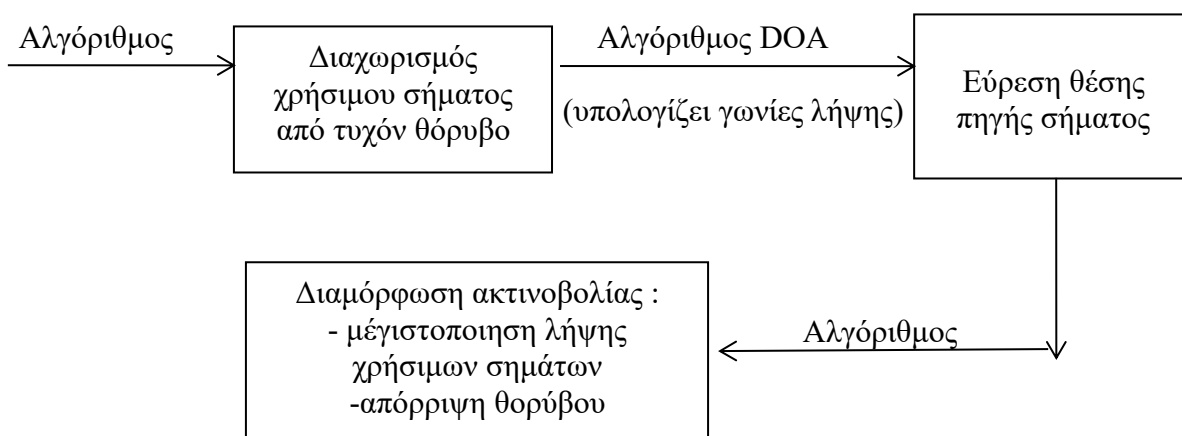 Αλγόριθμος
Διαχωρισμός
χρήσιμου σήματος
από τυχόν θόρυβο
Αλγόριθμος DOA
(υπολογίζει γωνίες λήψης)
Εύρεση θέσης
πηγής σήματος
Αλγόριθμος
Διαμόρφωση ακτινοβολίας :
- μέγιστοποιηση λήψης
χρήσιμων σημάτων
-απόρριψη θορύβου